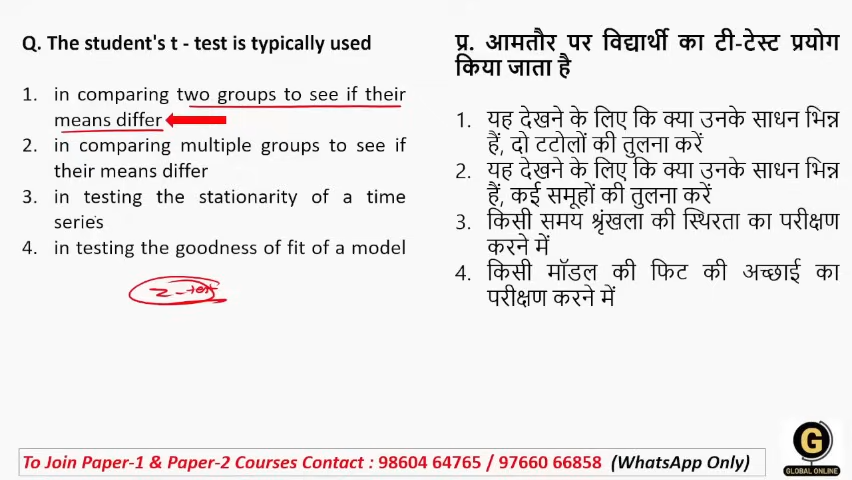 Q. The student's t - test is typically used
1. in comparing two groups to see if their
means differ
2. in comparing multiple groups to see if
their means differ
3. in testing the stationarity of a time
series
4. in testing the goodness of fit of a model
z-test
प्र. आमतौर पर विद्यार्थी का टी-टेस्ट प्रयोग
किया जाता है
1. यह देखने के लिए कि क्या उनके साधन भिन्न
हैं, दो टटोलों की तुलना करें
2. यह देखने के लिए कि क्या उनके साधन भिन्न
हैं, कई समूहों की तुलना करें
3. किसी समय श्रृंखला की स्थिरता का परीक्षण
करने में
4. किसी मॉडल की फिट की अच्छाई का
परीक्षण करने में
To Join Paper-1 & Paper-2 Courses Contact : 98604 64765 / 97660 66858 (WhatsApp Only)
G
GLOBAL ONLINE